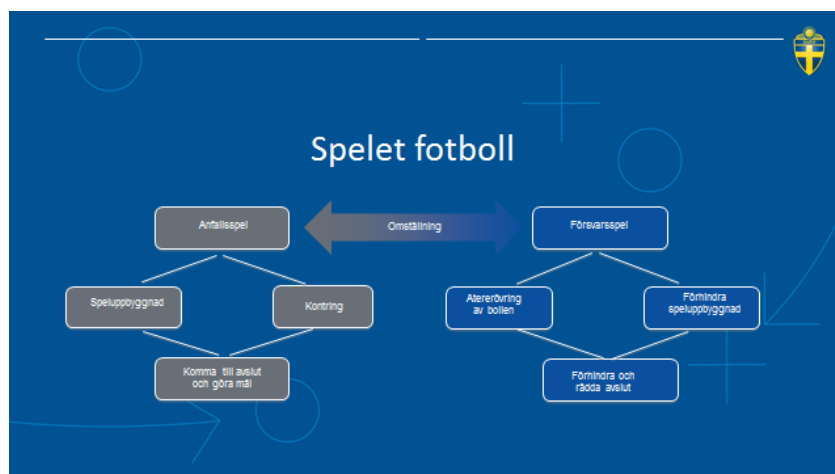 Spelet fotboll
Anfallsspel
Omställning
Försvarsspel
Speluppbyggnad
Kontring
Återerövring
av bollen
Förhindra
speluppbyggnad
Komma till avslut
och göra mål
Förhindra och
rädda avslut